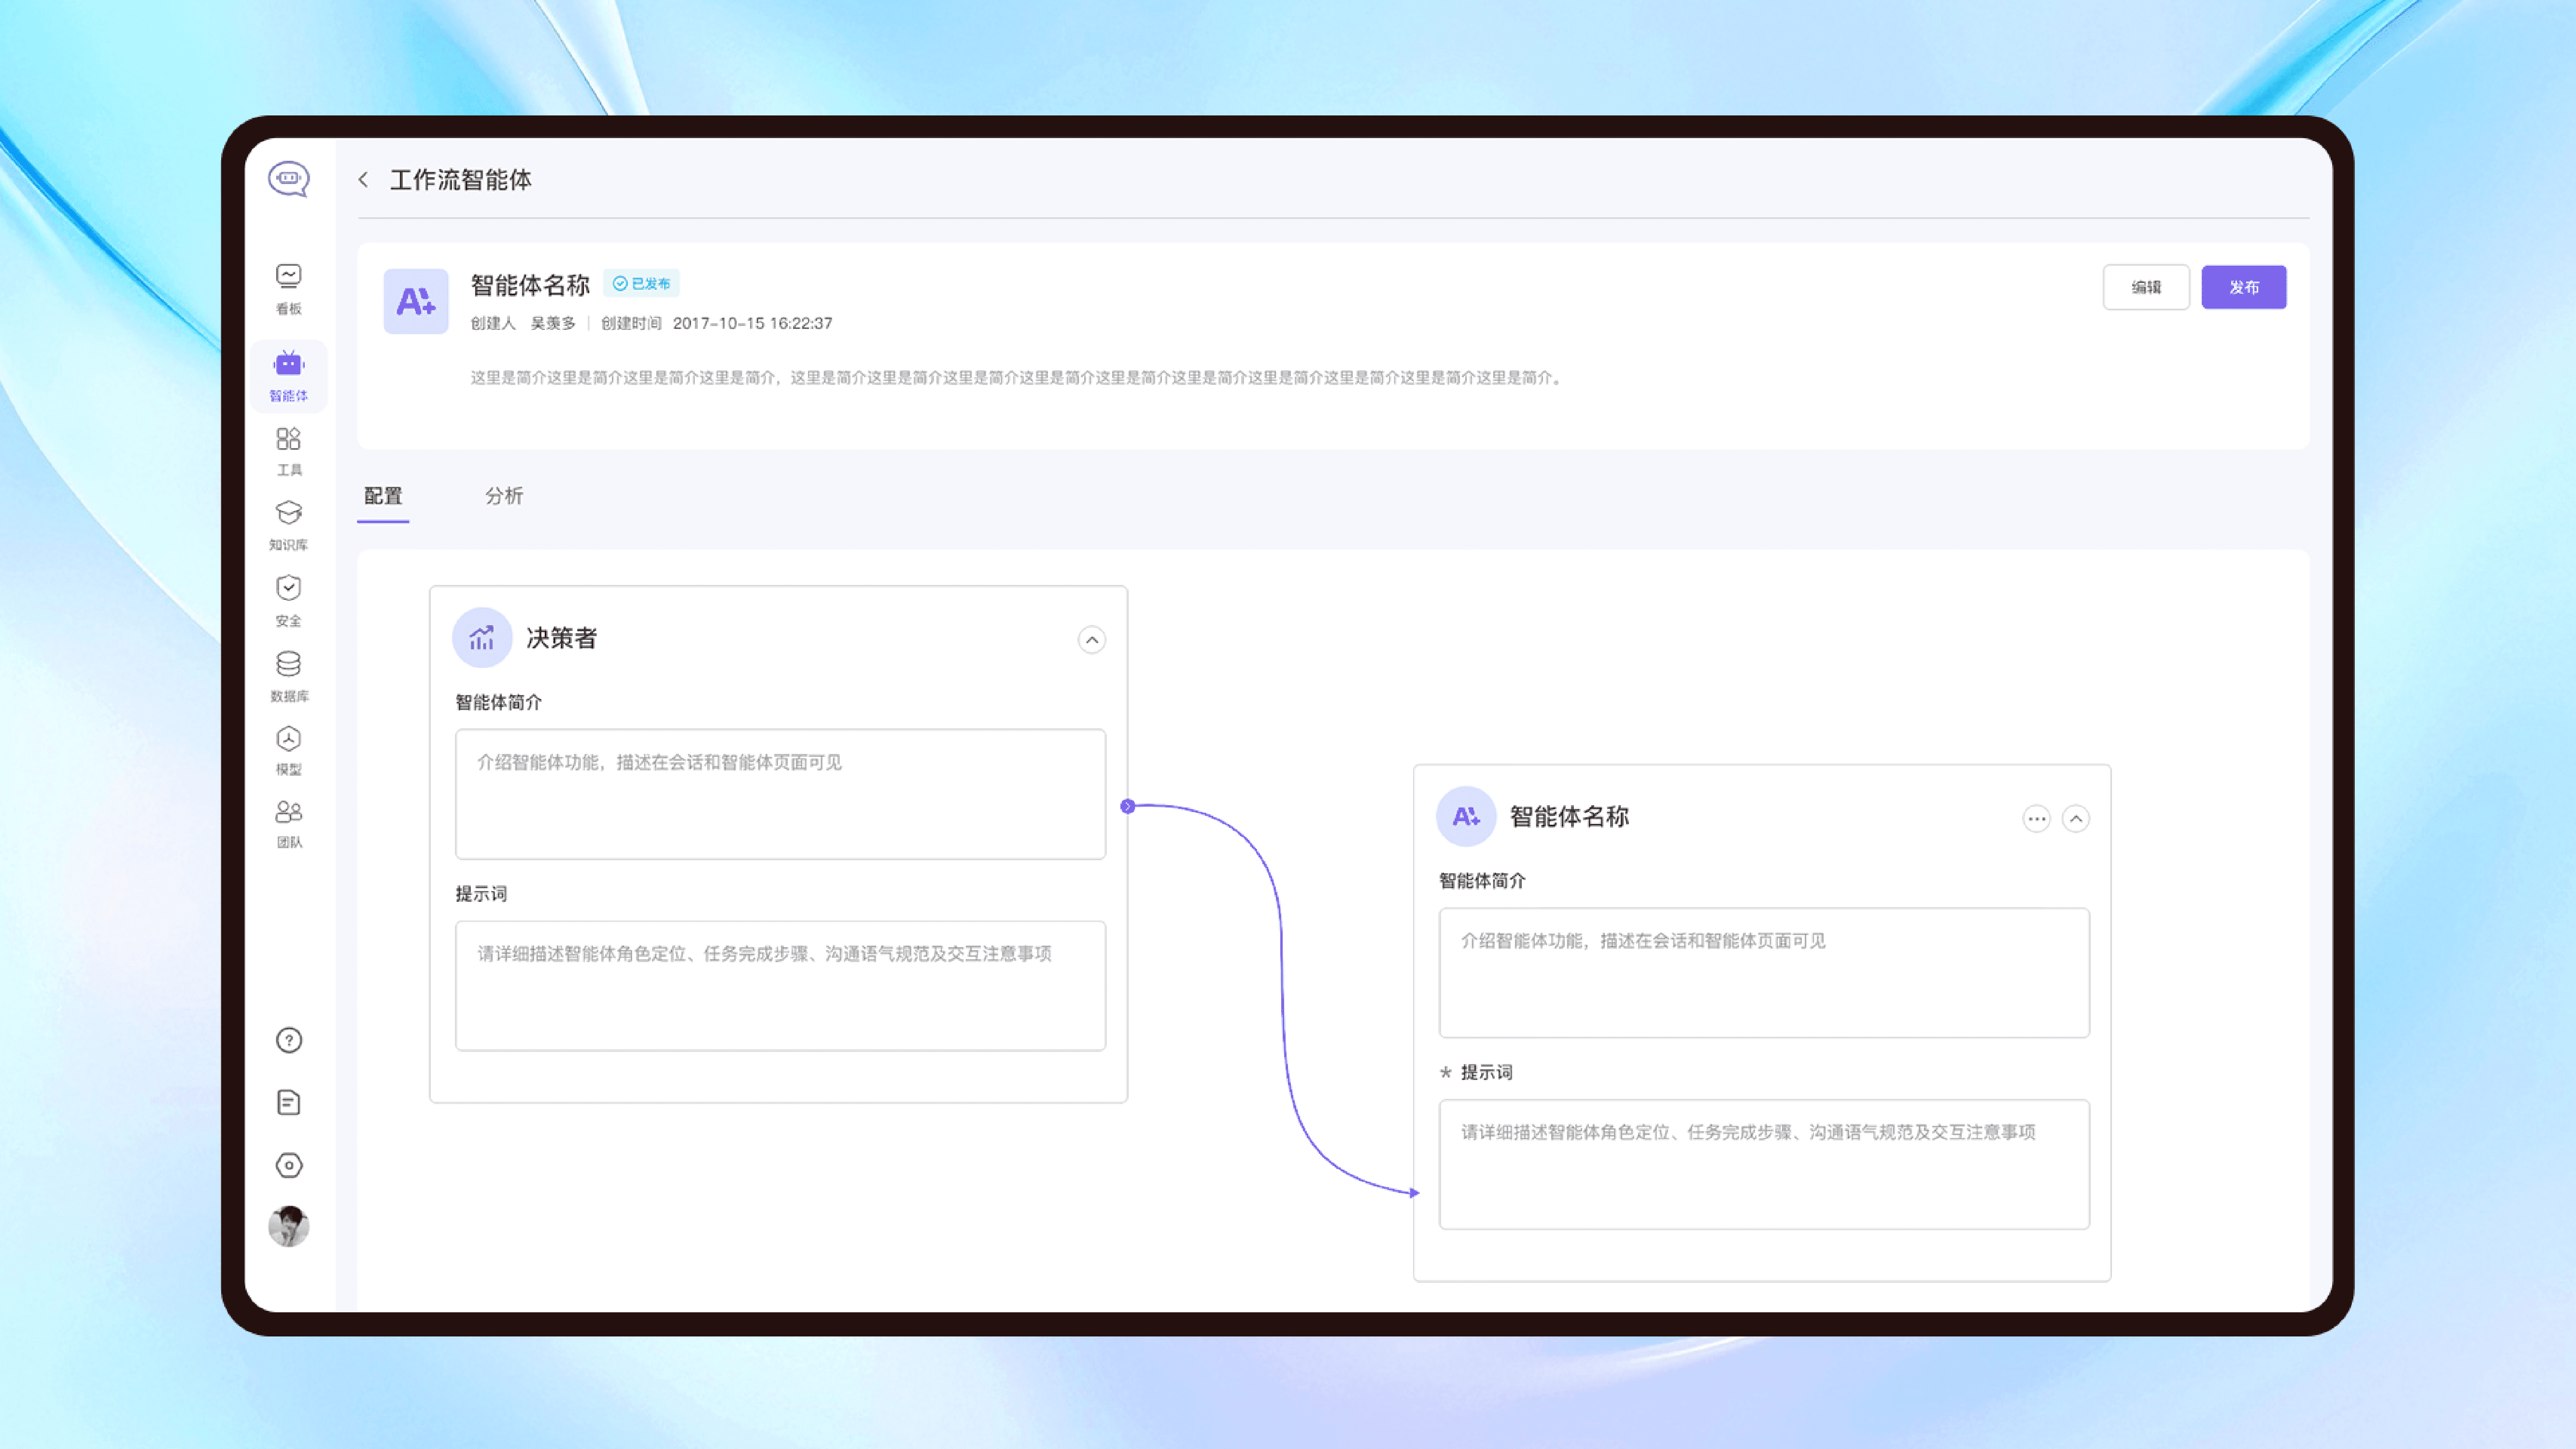 工作流智能体
看板
智能体
工具
知识库
安全
数据库
模型
团队
智能体名称 已发布
创建人 吴羡多 创建时间 2017-10-15 16:22:37
这里是简介这里是简介这里是简介这里是简介，这里是简介这里是简介这里是简介这里是简介这里是简介这里是简介这里是简介这里是简介这里是简介这里是简介。
编辑 发布
配置 分析
决策者
智能体简介
介绍智能体功能，描述在会话和智能体页面可见
提示词
请详细描述智能体角色定位、任务完成步骤、沟通语气规范及交互注意事项
智能体名称
智能体简介
介绍智能体功能，描述在会话和智能体页面可见
* 提示词
请详细描述智能体角色定位、任务完成步骤、沟通语气规范及交互注意事项